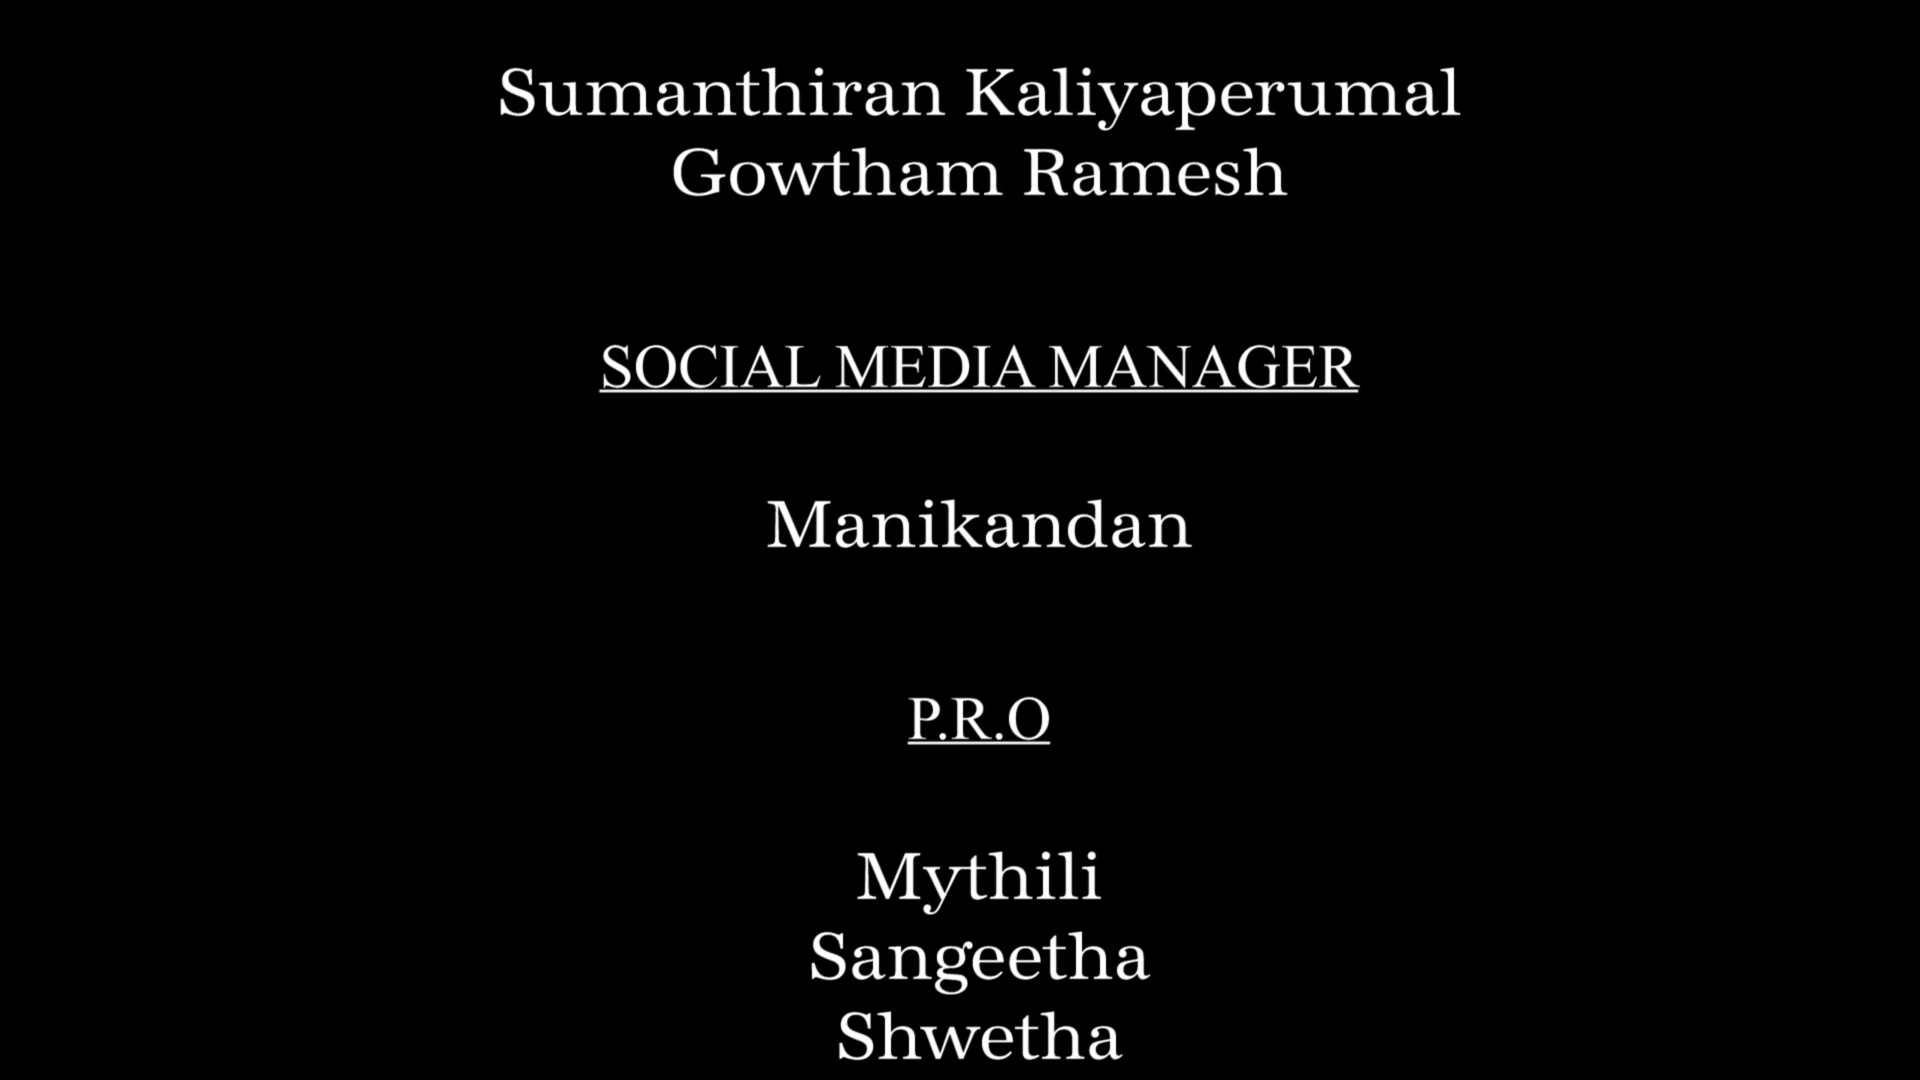 Sumanthiran Kaliyaperumal
Gowtham Ramesh
SOCIAL MEDIA MANAGER
Manikandan
P.R.O
Mythili
Sangeetha
Shwetha